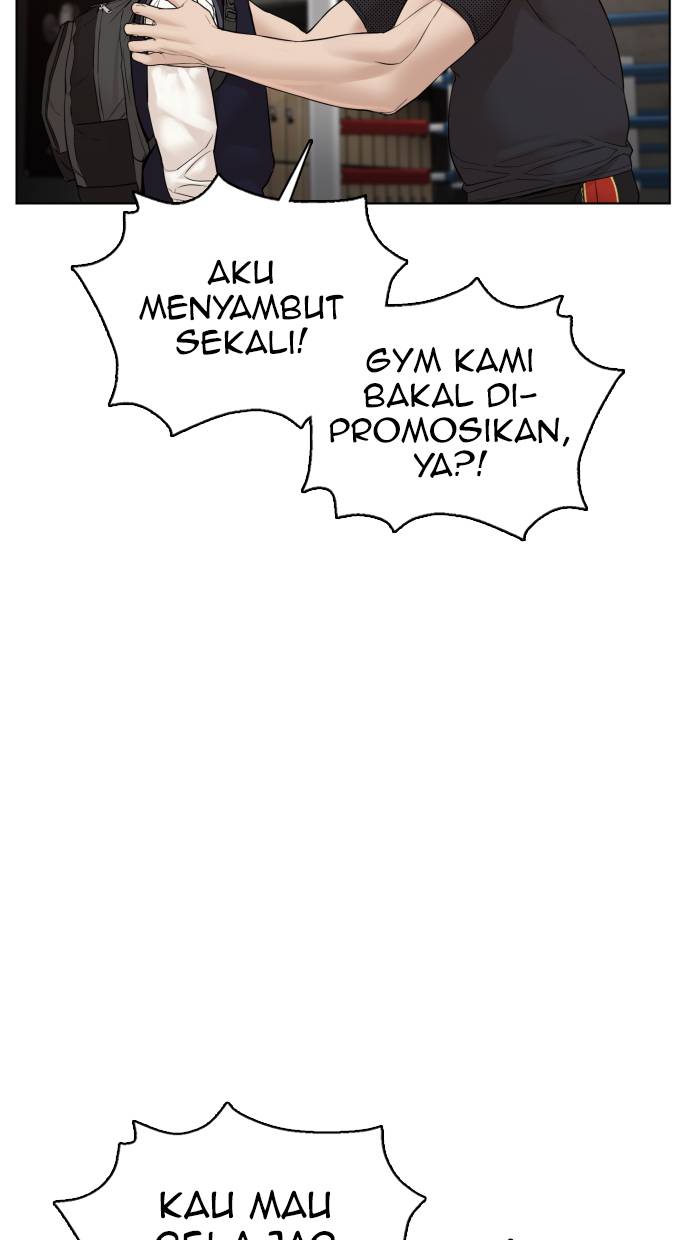 AKU
MENYAMBUT
SEKALI!
GYM KAMI
BAKAL DI-
PROMOSIKAN,
YA?!
KAU MAU